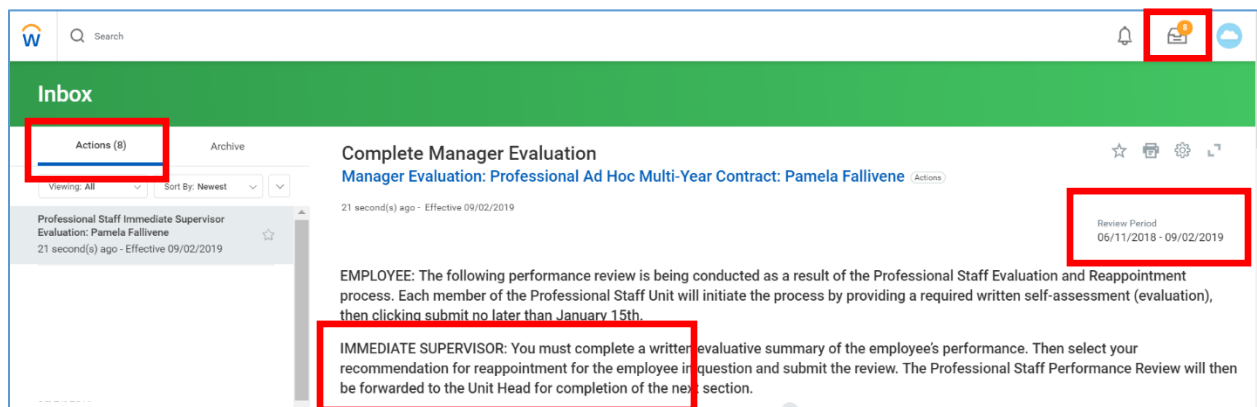 Search
8
Inbox
Actions (8)
Archive
Viewing: All
Sort By: Newest
Professional Staff Immediate Supervisor
Evaluation: Pamela Fallivene
21 second(s) ago - Effective 09/02/2019
Complete Manager Evaluation
Manager Evaluation: Professional Ad Hoc Multi-Year Contract: Pamela Fallivene Actions
21 second(s) ago - Effective 09/02/2019
Review Period
06/11/2018 - 09/02/2019
EMPLOYEE: The following performance review is being conducted as a result of the Professional Staff Evaluation and Reappointment
process. Each member of the Professional Staff Unit will initiate the process by providing a required written self-assessment (evaluation),
then clicking submit no later than January 15th.
IMMEDIATE SUPERVISOR: You must complete a written evaluative summary of the employee's performance. Then select your
recommendation for reappointment for the employee in question and submit the review. The Professional Staff Performance Review will then
be forwarded to the Unit Head for completion of the next section.